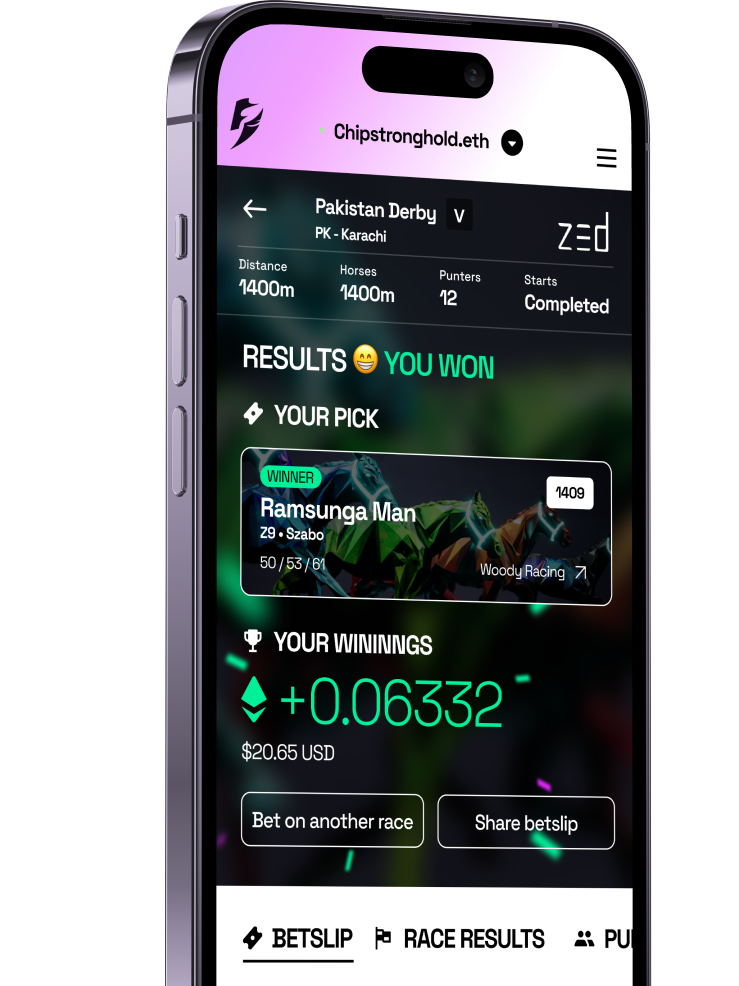 Chipstronghold.eth
Pakistan Derby V
PK - Karachi
zed
Distance Horses Punters Starts
1400m 1400m 12 Completed
RESULTS 😁 YOU WON
YOUR PICK
WINNER
1409
Ramsunga Man
Z9 • Szabo
50 / 53 / 61
Woody Racing
YOUR WININNGS
+0.06332
$20.65 USD
Bet on another race Share betslip
BETSLIP RACE RESULTS PU